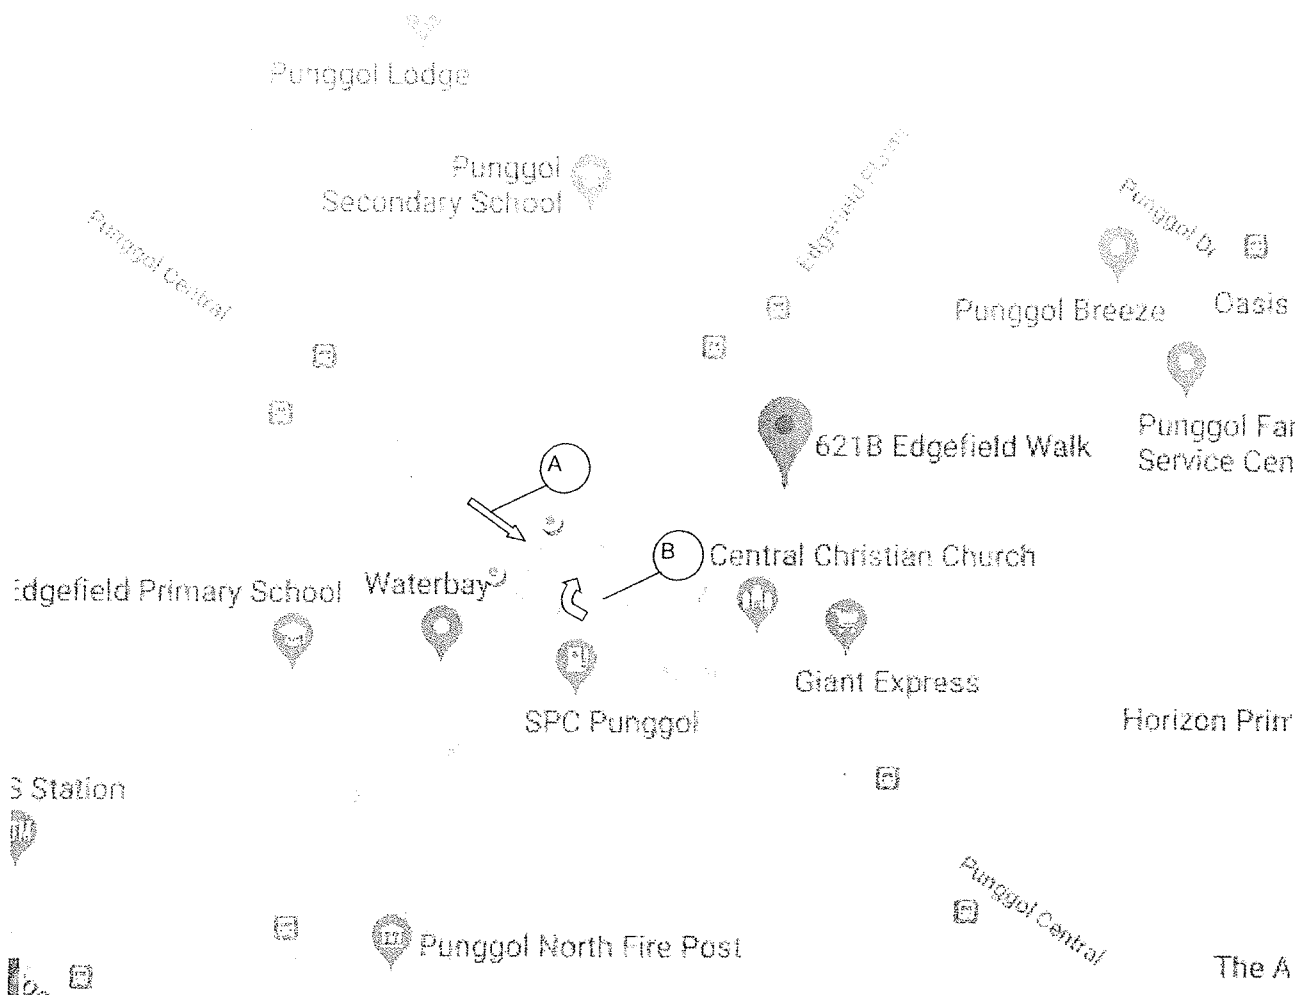 Punggol Lodge
Punggol
Secondary School
Edgefield Plains
Punggol Central
Punggol Dr
Punggol Breeze
Oasis
621B Edgefield Walk
Punggol Far
Service Cen
A
B
Central Christian Church
Edgefield Primary School
Waterbay
Giant Express
SPC Punggol
Horizon Prim
S Station
Punggol Central
Punggol North Fire Post
The A